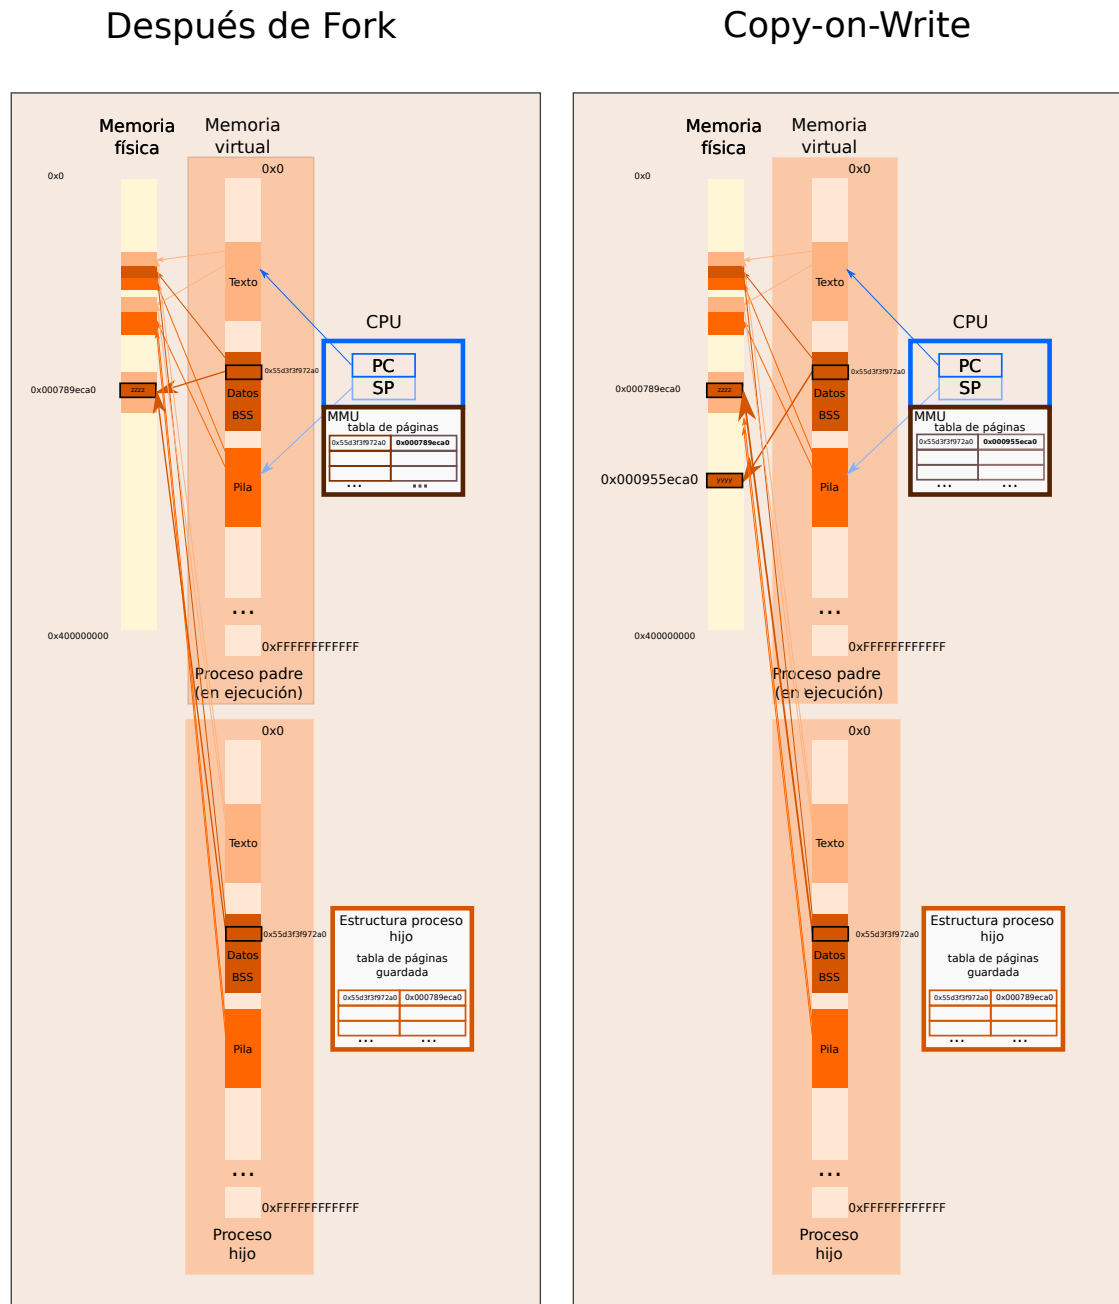 Después de Fork
Memoria
física
Memoria
virtual
0x0
0x0
Texto
CPU
PC
SP
0x55d3f3f972a0
0x000789eca0
zzzz
Datos
BSS
MMU
tabla de páginas
0x55d3f3f972a0 0x000789eca0
... ...
Pila
...
0x400000000
0xFFFFFFFFFFFF
Proceso padre
(en ejecución)
0x0
Texto
0x55d3f3f972a0
Datos
BSS
Estructura proceso
hijo
tabla de páginas
guardada
0x55d3f3f972a0 0x000789eca0
... ...
Pila
...
0xFFFFFFFFFFFF
Proceso
hijo
Copy-on-Write
Memoria
física
Memoria
virtual
0x0
0x0
Texto
CPU
PC
SP
0x55d3f3f972a0
0x000789eca0
zzzz
Datos
BSS
MMU
tabla de páginas
0x55d3f3f972a0 0x000955eca0
... ...
0x000955eca0
yyyy
Pila
...
0x400000000
0xFFFFFFFFFFFF
Proceso padre
(en ejecución)
0x0
Texto
0x55d3f3f972a0
Datos
BSS
Estructura proceso
hijo
tabla de páginas
guardada
0x55d3f3f972a0 0x000789eca0
... ...
Pila
...
0xFFFFFFFFFFFF
Proceso
hijo